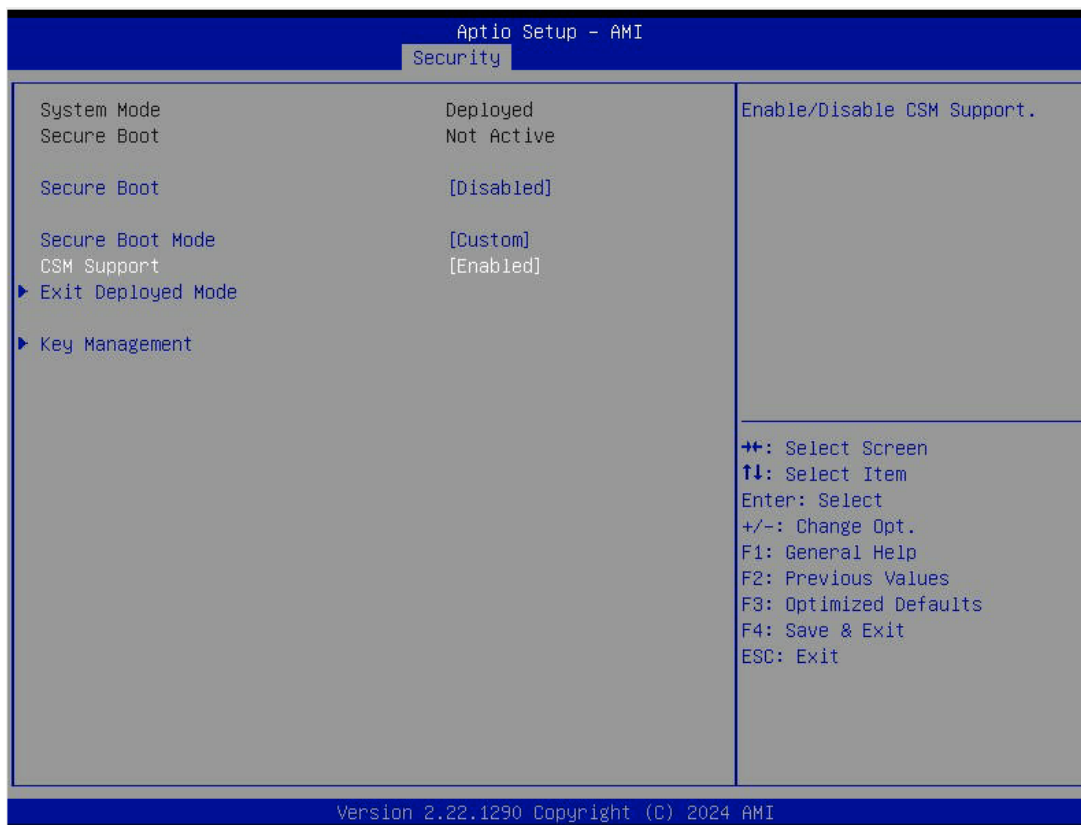 Aptio Setup – AMI
Security
System Mode Deployed
Secure Boot Not Active
Secure Boot [Disabled]
Secure Boot Mode [Custom]
CSM Support [Enabled]
▶ Exit Deployed Mode
▶ Key Management
Enable/Disable CSM Support.
→←: Select Screen
↑↓: Select Item
Enter: Select
+/-: Change Opt.
F1: General Help
F2: Previous Values
F3: Optimized Defaults
F4: Save & Exit
ESC: Exit
Version 2.22.1290 Copyright (C) 2024 AMI